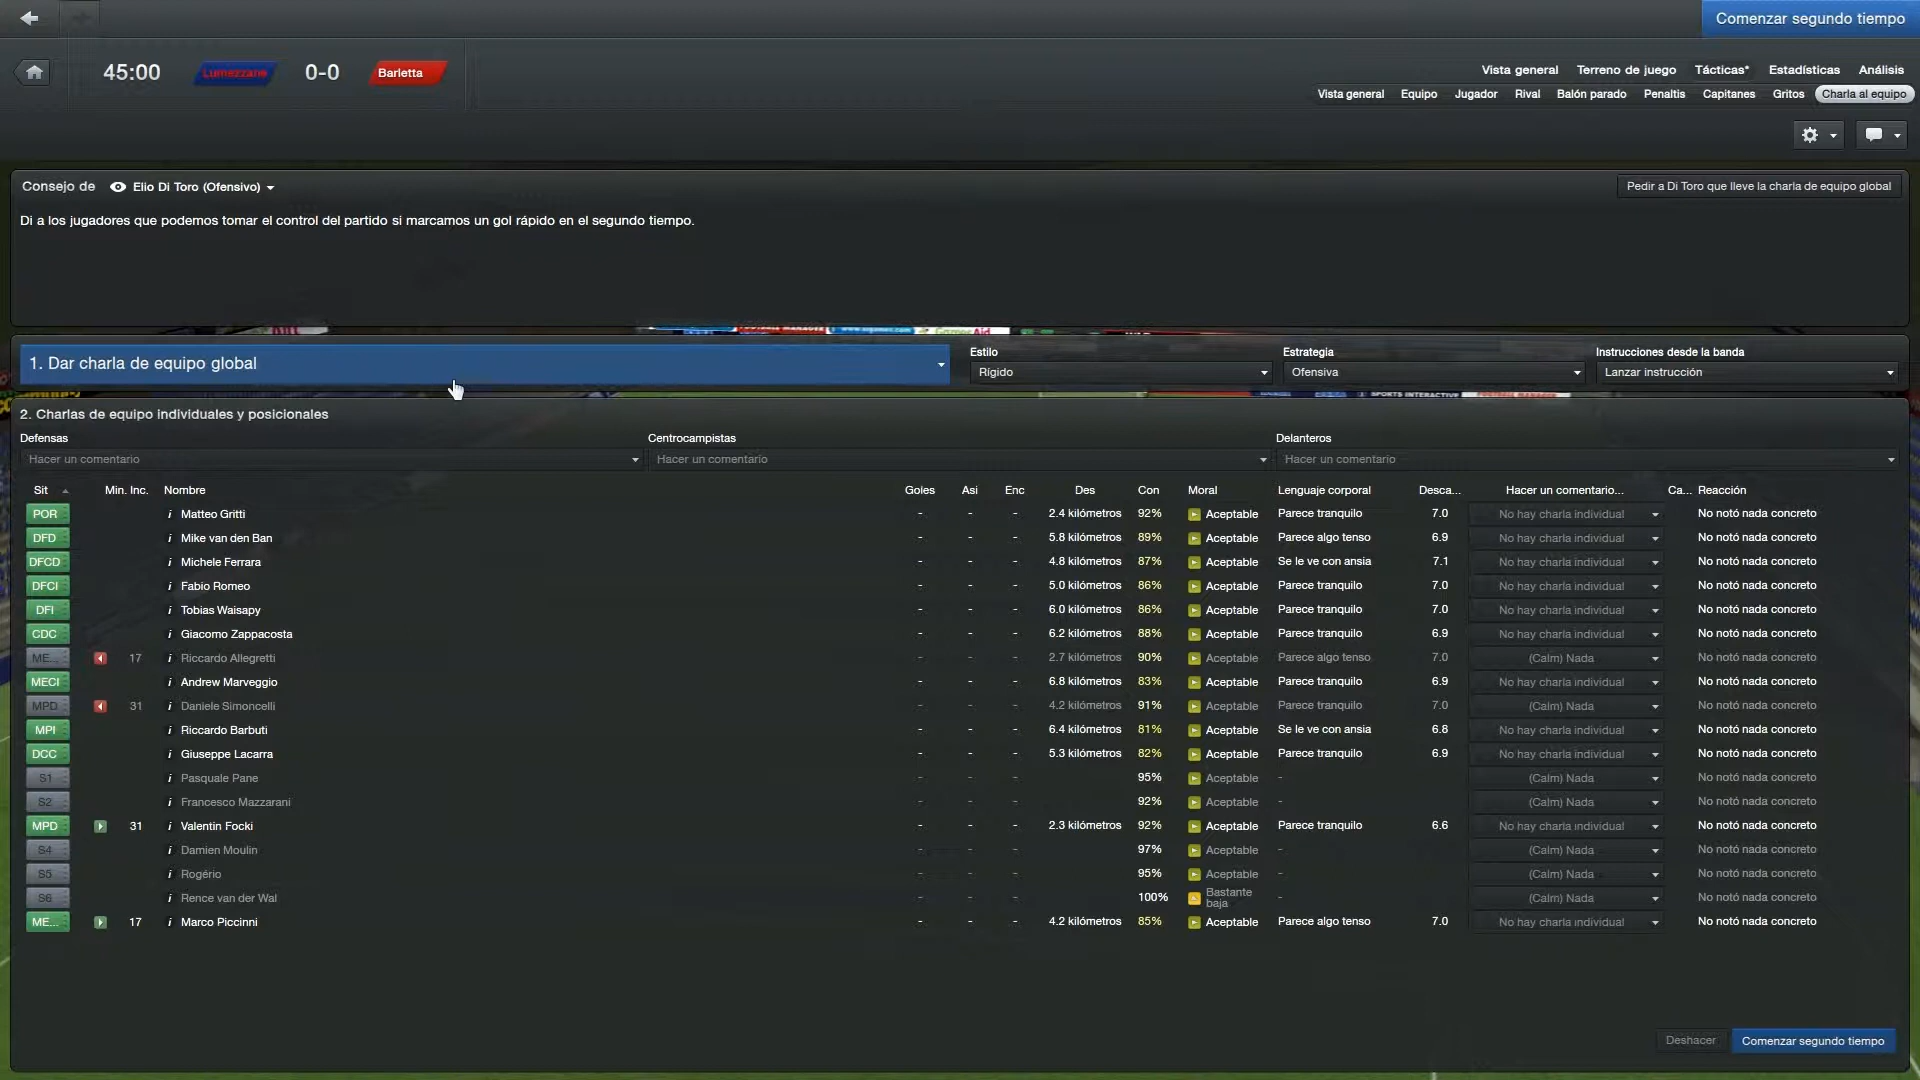 Comenzar segundo tiempo
45:00 Lumezzane 0-0 Barletta
Vista general Terreno de juego Tácticas* Estadísticas Análisis
Vista general Equipo Jugador Rival Balón parado Penaltis Capitanes Gritos Charla al equipo
Consejo de Elio Di Toro (Ofensivo) Pedir a Di Toro que lleve la charla de equipo global
Di a los jugadores que podemos tomar el control del partido si marcamos un gol rápido en el segundo tiempo.
1. Dar charla de equipo global
Estilo Estrategia Instrucciones desde la banda
Rígido Ofensiva Lanzar instrucción
SPORTS INTERACTIVE
2. Charlas de equipo individuales y posicionales
Defensas Centrocampistas Delanteros
Hacer un comentario Hacer un comentario Hacer un comentario
Sit Min. Inc. Nombre Goles Asi Enc Des Con Moral Lenguaje corporal Desca... Hacer un comentario... Ca... Reacción
POR i Matteo Gritti - - - 2.4 kilómetros 92% Aceptable Parece tranquilo 7.0 No hay charla individual No notó nada concreto
DFD i Mike van den Ban - - - 5.8 kilómetros 89% Aceptable Parece algo tenso 6.9 No hay charla individual No notó nada concreto
DFCD i Michele Ferrara - - - 4.8 kilómetros 87% Aceptable Se le ve con ansia 7.1 No hay charla individual No notó nada concreto
DFCI i Fabio Romeo - - - 5.0 kilómetros 86% Aceptable Parece tranquilo 7.0 No hay charla individual No notó nada concreto
DFI i Tobias Waisapy - - - 6.0 kilómetros 86% Aceptable Parece tranquilo 7.0 No hay charla individual No notó nada concreto
CDC i Giacomo Zappacosta - - - 6.2 kilómetros 88% Aceptable Parece tranquilo 6.9 No hay charla individual No notó nada concreto
ME... 17 i Riccardo Allegretti - - - 2.7 kilómetros 90% Aceptable Parece algo tenso 7.0 (Calm) Nada No notó nada concreto
MECI i Andrew Marveggio - - - 6.8 kilómetros 83% Aceptable Parece tranquilo 6.9 No hay charla individual No notó nada concreto
MPD 31 i Daniele Simoncelli - - - 4.2 kilómetros 91% Aceptable Parece tranquilo 7.0 (Calm) Nada No notó nada concreto
MPI i Riccardo Barbuti - - - 6.4 kilómetros 81% Aceptable Se le ve con ansia 6.8 No hay charla individual No notó nada concreto
DCC i Giuseppe Lacarra - - - 5.3 kilómetros 82% Aceptable Parece tranquilo 6.9 No hay charla individual No notó nada concreto
S1 i Pasquale Pane - - - 95% Aceptable - (Calm) Nada No notó nada concreto
S2 i Francesco Mazzarani - - - 92% Aceptable - (Calm) Nada No notó nada concreto
MPD 31 i Valentin Focki - - - 2.3 kilómetros 92% Aceptable Parece tranquilo 6.6 No hay charla individual No notó nada concreto
S4 i Damien Moulin - - - 97% Aceptable - (Calm) Nada No notó nada concreto
S5 i Rogério - - - 95% Aceptable - (Calm) Nada No notó nada concreto
S6 i Rence van der Wal - - - 100% Bastante baja - (Calm) Nada No notó nada concreto
ME... 17 i Marco Piccinni - - - 4.2 kilómetros 85% Aceptable Parece algo tenso 7.0 No hay charla individual No notó nada concreto
Deshacer Comenzar segundo tiempo